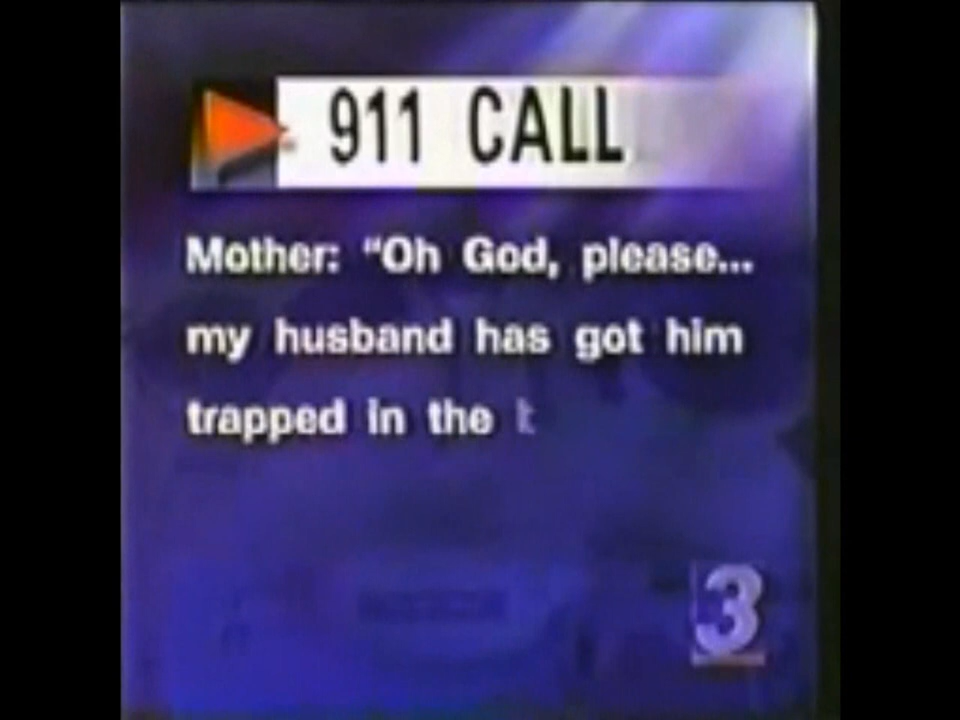 911 CALL
Mother: "Oh God, please...
my husband has got him
trapped in the
3